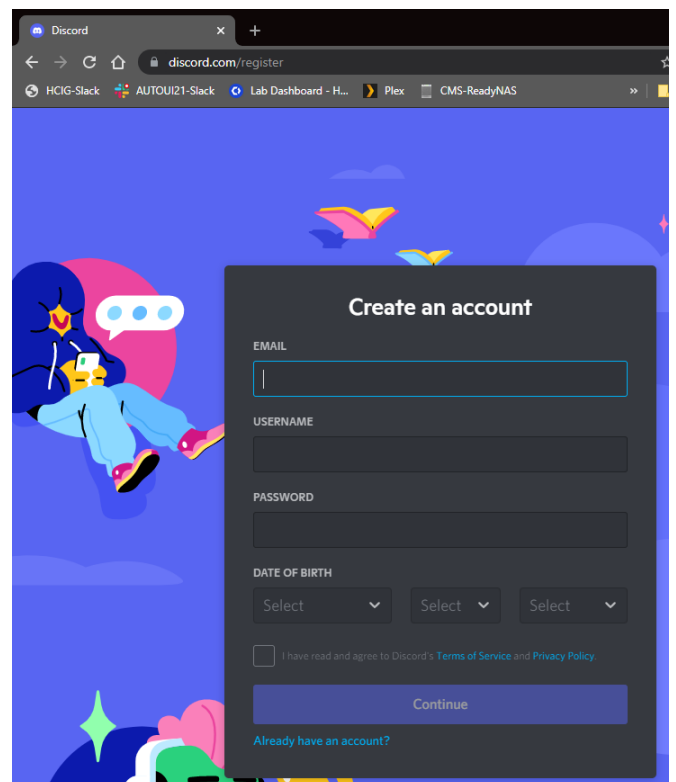 Discord
discord.com/register
HCIG-Slack AUTOUI21-Slack Lab Dashboard - H... Plex CMS-ReadyNAS »
Create an account
EMAIL
USERNAME
PASSWORD
DATE OF BIRTH
Select Select Select
I have read and agree to Discord's Terms of Service and Privacy Policy.
Continue
Already have an account?